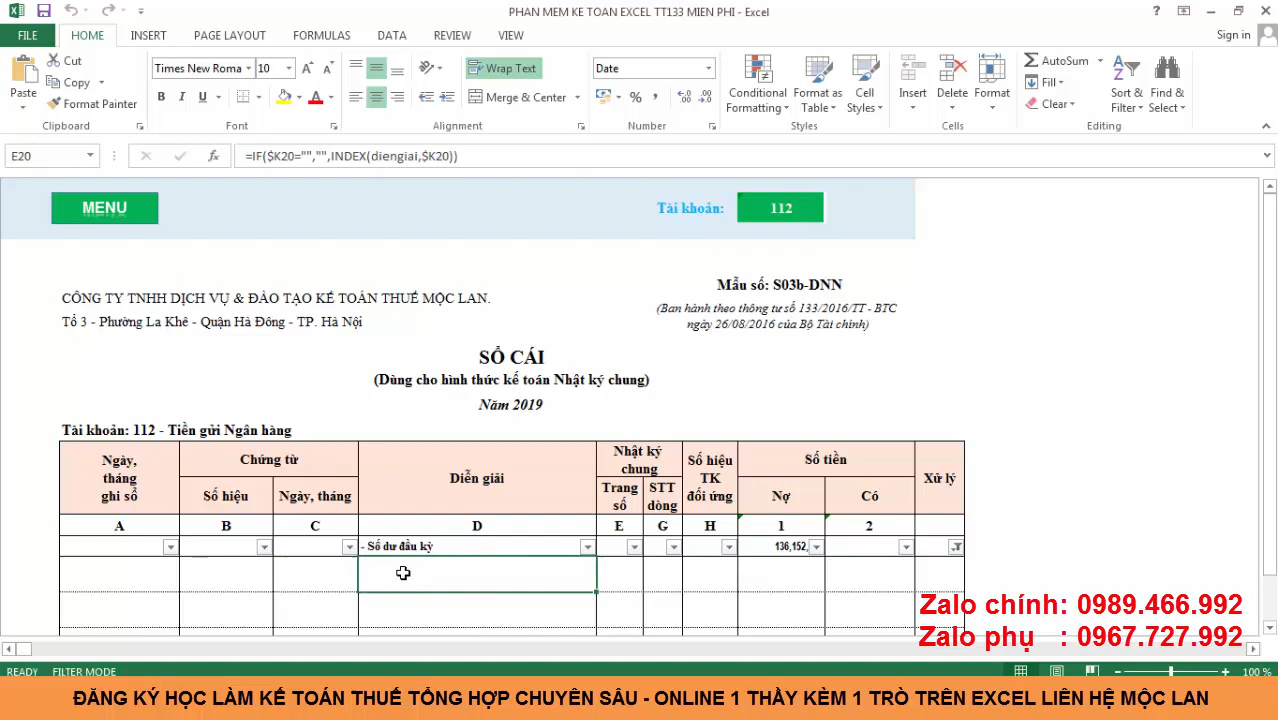 PHAN MEM KE TOAN EXCEL TT133 MIEN PHI - Excel
FILE HOME INSERT PAGE LAYOUT FORMULAS DATA REVIEW VIEW Sign in
Cut
Copy
Format Painter
Paste
Clipboard
Times New Roma 10
Font
Wrap Text
Merge & Center
Alignment
Date
Number
Conditional Formatting
Format as Table
Cell Styles
Styles
Insert Delete Format
Cells
AutoSum
Fill
Clear
Sort & Filter
Find & Select
Editing
E20 =IF($K20="","",INDEX(diengiai,$K20))
MENU Tài khoản: 112
Mẫu số: S03b-DNN
CÔNG TY TNHH DỊCH VỤ & ĐÀO TẠO KẾ TOÁN THUẾ MỘC LAN.
(Ban hành theo thông tư số 133/2016/TT - BTC
Tổ 3 - Phường La Khê - Quận Hà Đông - TP. Hà Nội
ngày 26/08/2016 của Bộ Tài chính)
SỔ CÁI
(Dùng cho hình thức kế toán Nhật ký chung)
Năm 2019
Tài khoản: 112 - Tiền gửi Ngân hàng
Ngày, tháng ghi sổ
Chứng từ
Số hiệu
Ngày, tháng
Diễn giải
Nhật ký chung
Trang số
STT dòng
Số hiệu TK đối ứng
Số tiền
Nợ
Có
Xử lý
A B C D E G H 1 2
- Số dư đầu kỳ 136,152,
Zalo chính: 0989.466.992
Zalo phụ : 0967.727.992
READY FILTER MODE 100 %
ĐĂNG KÝ HỌC LÀM KẾ TOÁN THUẾ TỔNG HỢP CHUYÊN SÂU - ONLINE 1 THẦY KÈM 1 TRÒ TRÊN EXCEL LIÊN HỆ MỘC LAN